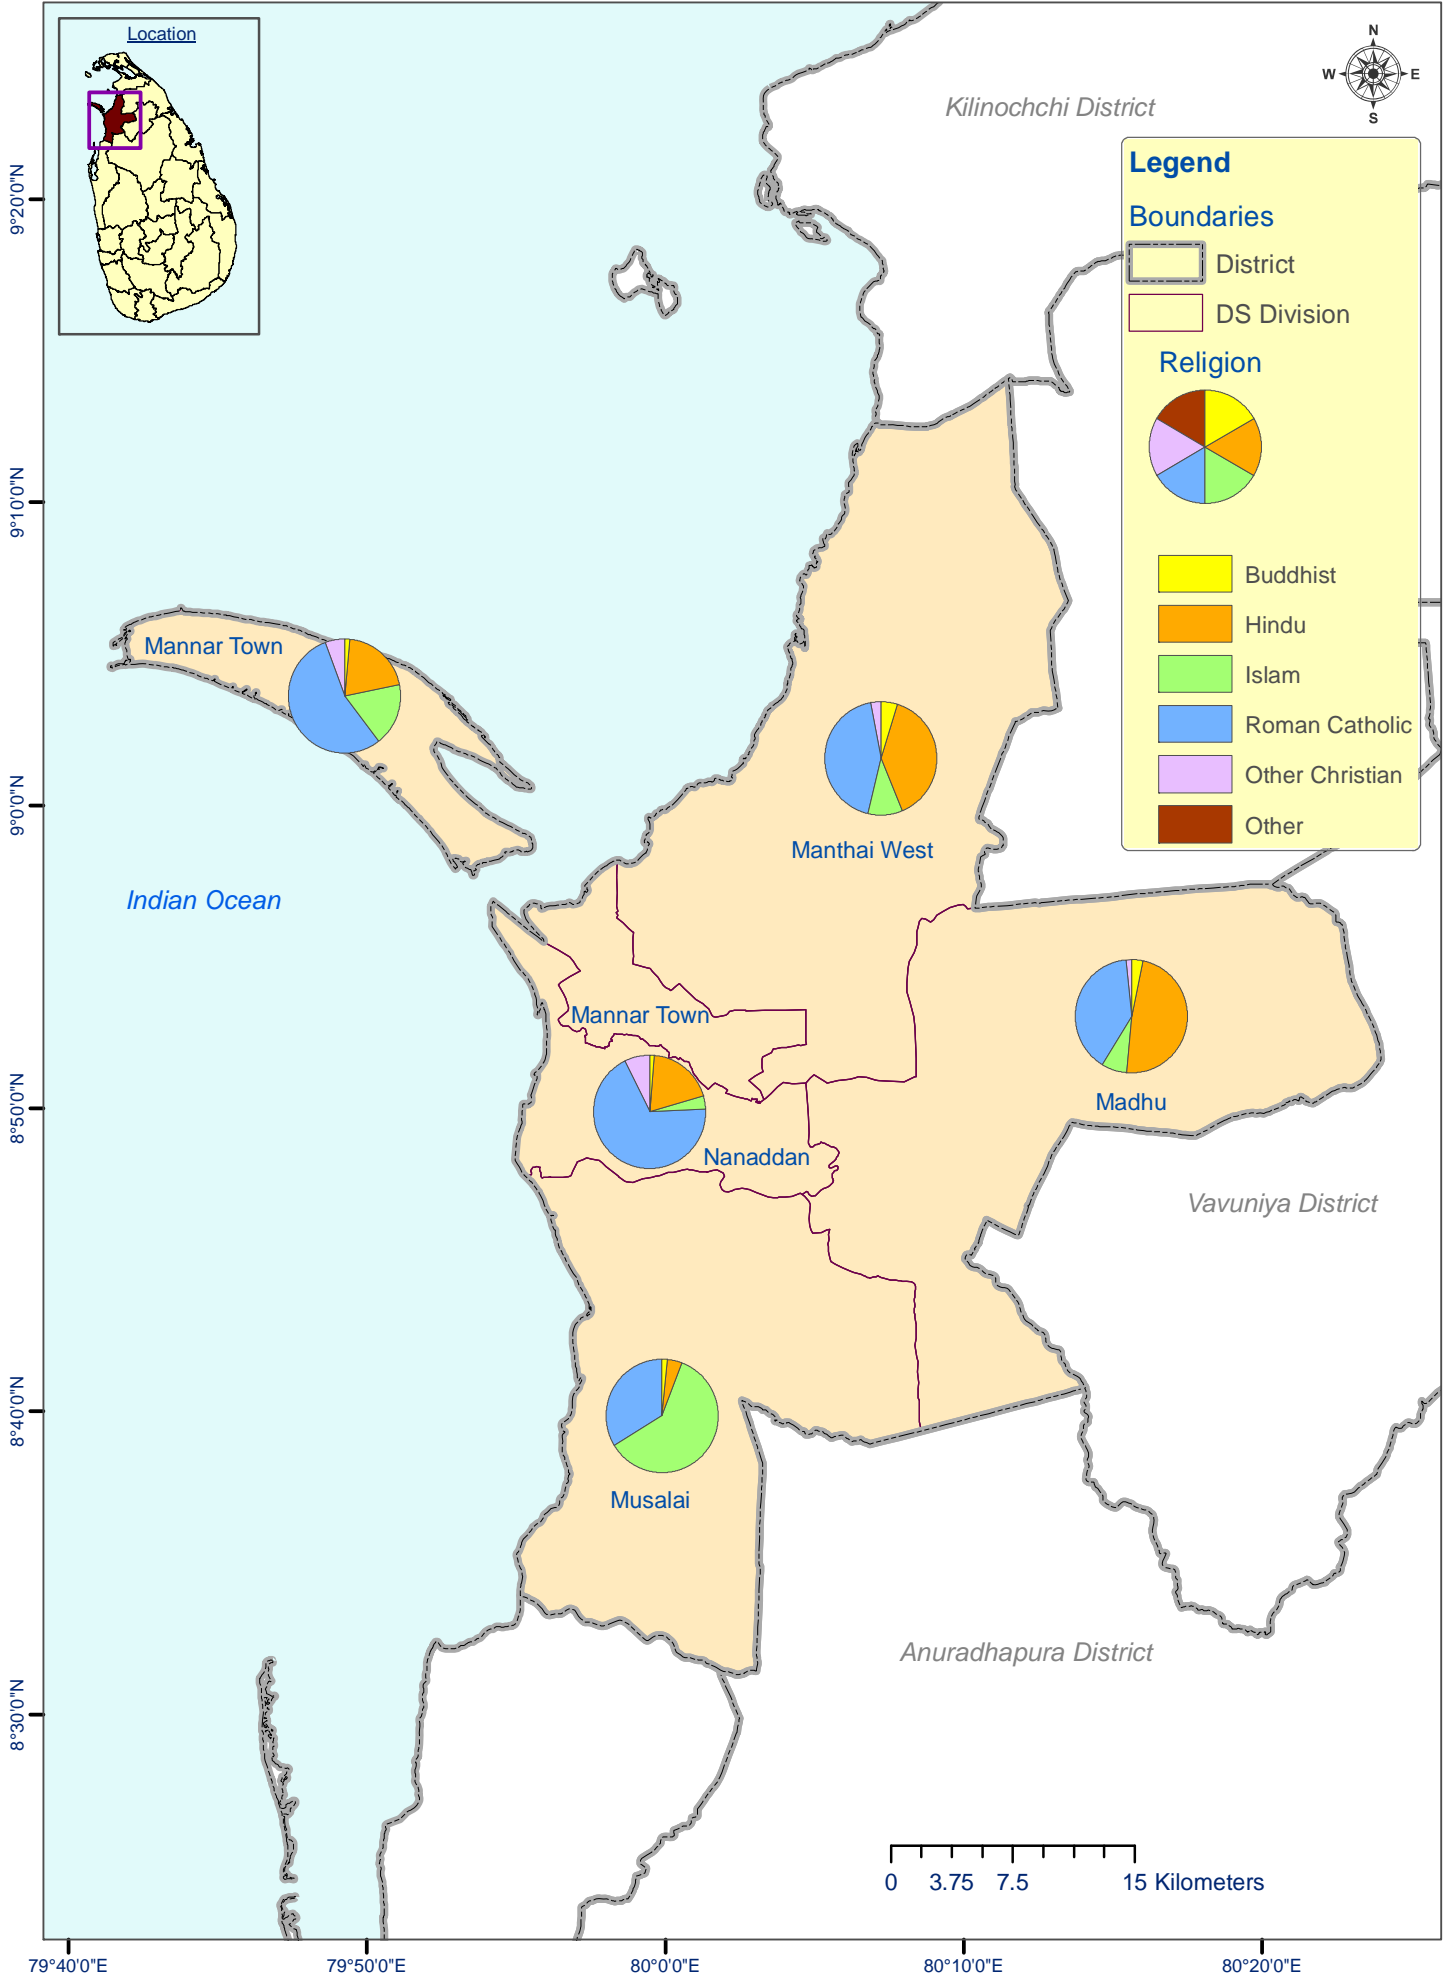 Location
N
W
E
S
Kilinochchi District
Legend
Boundaries
District
DS Division
Religion
Buddhist
Hindu
Islam
Roman Catholic
Other Christian
Other
9°20'0"N
9°10'0"N
9°0'0"N
8°50'0"N
8°40'0"N
8°30'0"N
Mannar Town
Manthai West
Indian Ocean
Mannar Town
Madhu
Nanaddan
Vavuniya District
Musalai
Anuradhapura District
0 3.75 7.5 15 Kilometers
79°40'0"E 79°50'0"E 80°0'0"E 80°10'0"E 80°20'0"E